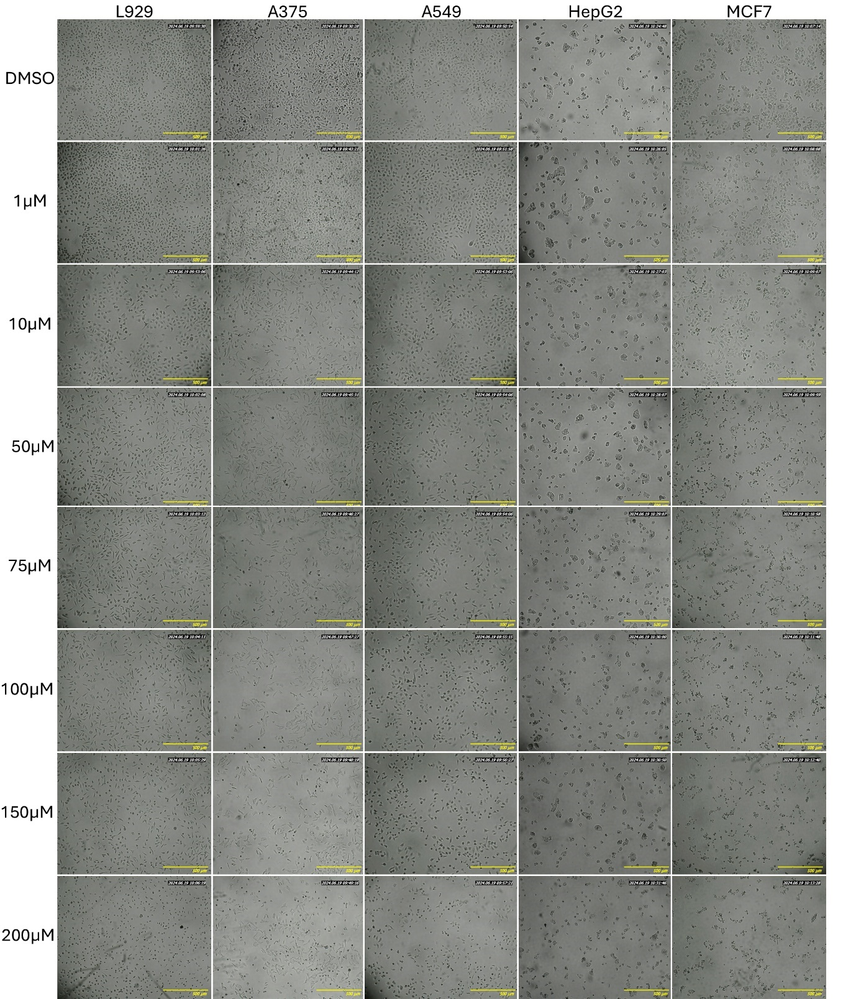 L929 A375 A549 HepG2 MCF7
DMSO
2024.06.19 09:59:30 2024.06.19 09:30:28 2024.06.19 09:50:54 2024.06.19 10:24:48 2024.06.19 10:07:14
500 µm 500 µm 500 µm 500 µm 500 µm
1µM
2024.06.19 10:01:26 2024.06.19 09:43:21 2024.06.19 09:51:58 2024.06.19 10:26:05 2024.06.19 10:08:08
500 µm 500 µm 500 µm 500 µm 500 µm
10µM
2024.06.19 09:53:06 2024.06.19 09:44:12 2024.06.19 09:53:06 2024.06.19 10:27:03 2024.06.19 10:09:07
500 µm 500 µm 500 µm 500 µm 500 µm
50µM
2024.06.19 10:02:08 2024.06.19 09:45:31 2024.06.19 09:54:06 2024.06.19 10:28:07 2024.06.19 10:09:59
75µM
2024.06.19 10:03:12 2024.06.19 09:46:27 2024.06.19 09:54:06 2024.06.19 10:29:07 2024.06.19 10:10:58
500 µm 500 µm 500 µm 500 µm 500 µm
100µM
2024.06.19 10:04:11 2024.06.19 09:47:27 2024.06.19 09:55:15 2024.06.19 10:30:00 2024.06.19 10:11:48
500 µm 500 µm 500 µm 500 µm 500 µm
150µM
2024.06.19 10:05:29 2024.06.19 09:48:19 2024.06.19 09:56:23 2024.06.19 10:30:50 2024.06.19 10:12:40
500 µm 500 µm 500 µm 500 µm 500 µm
200µM
2024.06.19 10:06:19 2024.06.19 09:49:16 2024.06.19 09:57:21 2024.06.19 10:31:46 2024.06.19 10:13:28
500 µm 500 µm 500 µm 500 µm 500 µm